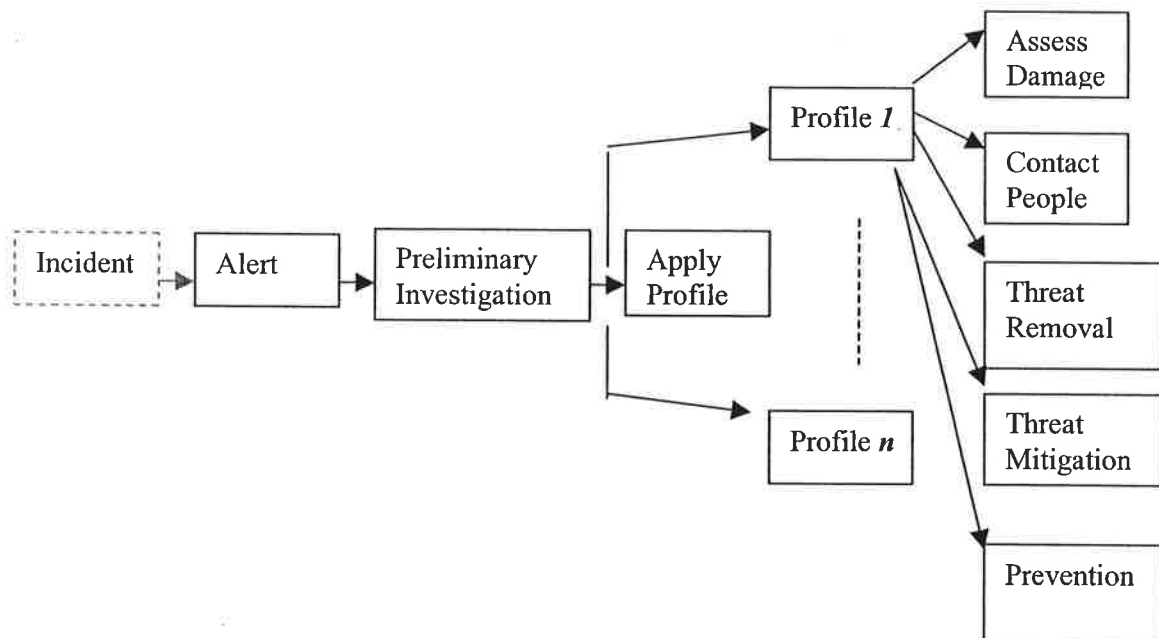 Incident
Alert
Preliminary
Investigation
Apply
Profile
Profile 1
Profile n
Assess
Damage
Contact
People
Threat
Removal
Threat
Mitigation
Prevention